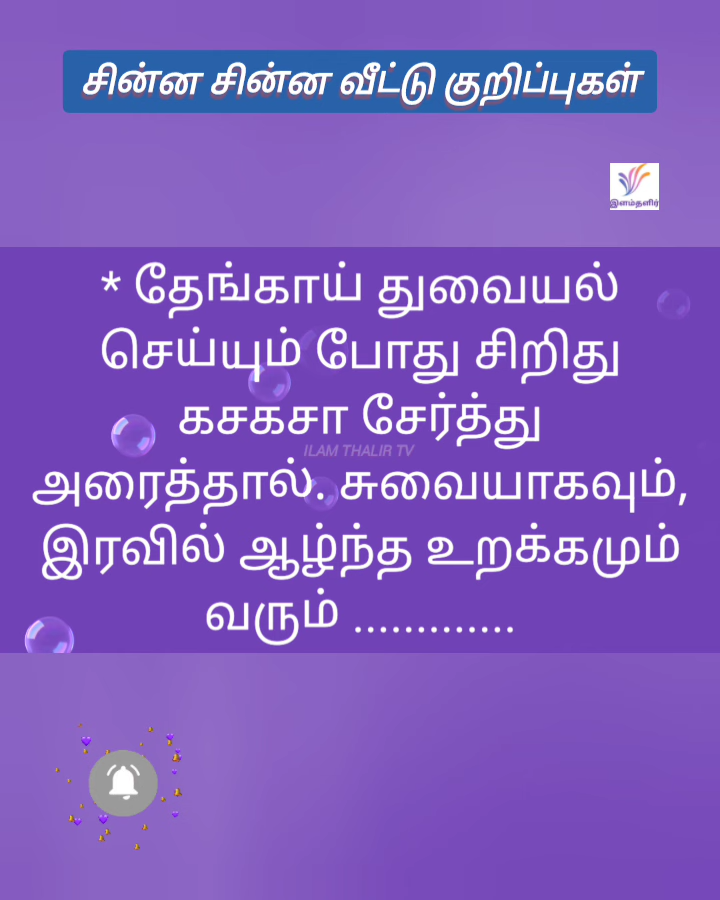 சின்ன சின்ன வீட்டு குறிப்புகள்
இளம்தளிர்
* தேங்காய் துவையல்
செய்யும் போது சிறிது
கசகசா சேர்த்து
ILAM THALIR TV
அரைத்தால். சுவையாகவும்,
இரவில் ஆழ்ந்த உறக்கமும்
வரும் .............